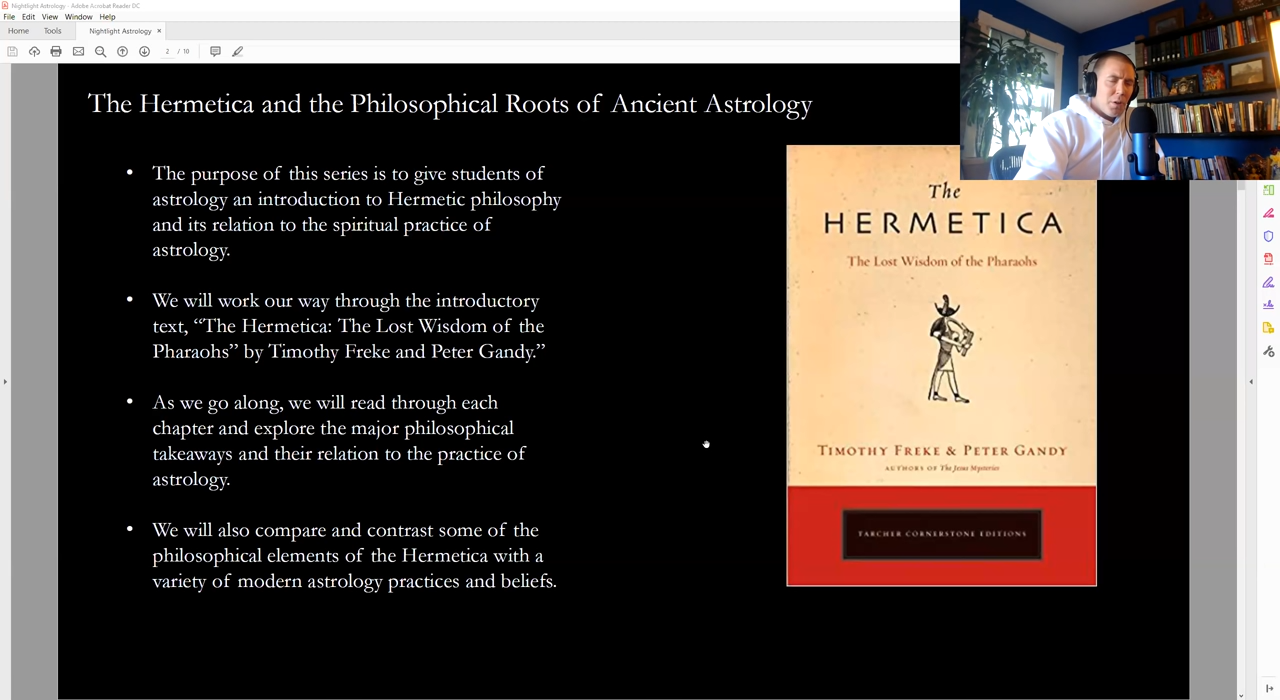 Nightlight Astrology - Adobe Acrobat Reader DC
File Edit View Window Help
Home Tools Nightlight Astrology ×
2 / 10
The Hermetica and the Philosophical Roots of Ancient Astrology
• The purpose of this series is to give students of
astrology an introduction to Hermetic philosophy
and its relation to the spiritual practice of
astrology.
• We will work our way through the introductory
text, “The Hermetica: The Lost Wisdom of the
Pharaohs” by Timothy Freke and Peter Gandy.”
• As we go along, we will read through each
chapter and explore the major philosophical
takeaways and their relation to the practice of
astrology.
• We will also compare and contrast some of the
philosophical elements of the Hermetica with a
variety of modern astrology practices and beliefs.
The
HERMETICA
The Lost Wisdom of the Pharaohs
TIMOTHY FREKE & PETER GANDY
AUTHORS OF The Jesus Mysteries
TARCHER CORNERSTONE EDITIONS